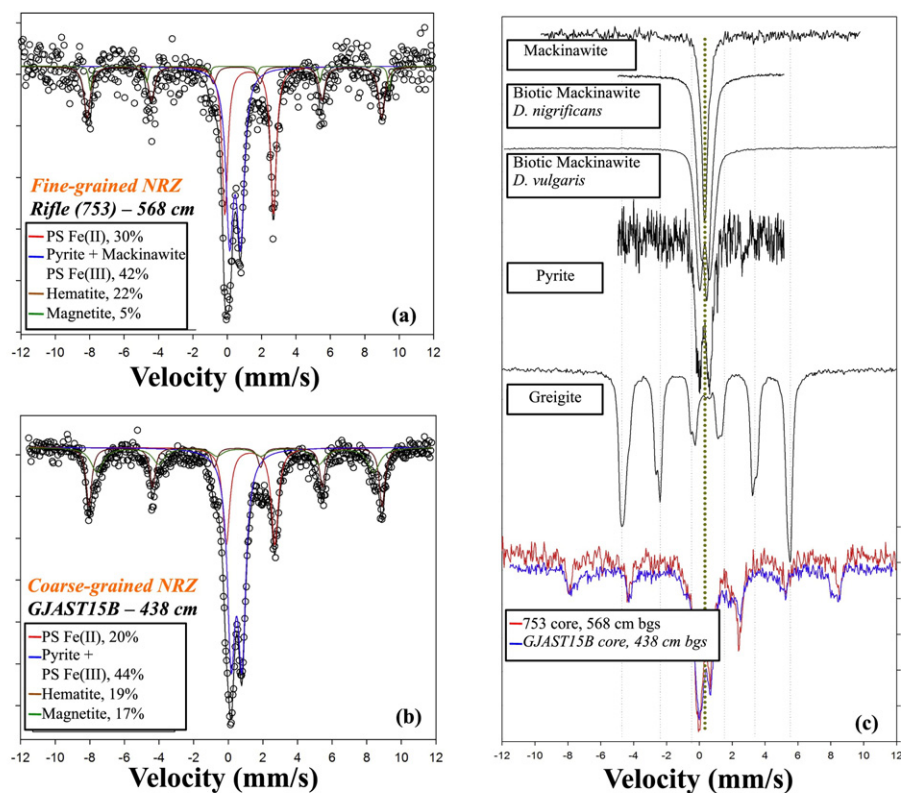 Fine-grained NRZ
Rifle (753) – 568 cm
PS Fe(II), 30%
Pyrite + Mackinawite
PS Fe(III), 42%
Hematite, 22%
Magnetite, 5%
(a)
-12 -10 -8 -6 -4 -2 0 2 4 6 8 10 12
Velocity (mm/s)
Coarse-grained NRZ
GJAST15B – 438 cm
PS Fe(II), 20%
Pyrite +
PS Fe(III), 44%
Hematite, 19%
Magnetite, 17%
(b)
-12 -10 -8 -6 -4 -2 0 2 4 6 8 10 12
Velocity (mm/s)
Mackinawite
Biotic Mackinawite
D. nigrificans
Biotic Mackinawite
D. vulgaris
Pyrite
Greigite
753 core, 568 cm bgs
GJAST15B core, 438 cm bgs
(c)
-12 -10 -8 -6 -4 -2 0 2 4 6 8 10 12
Velocity (mm/s)